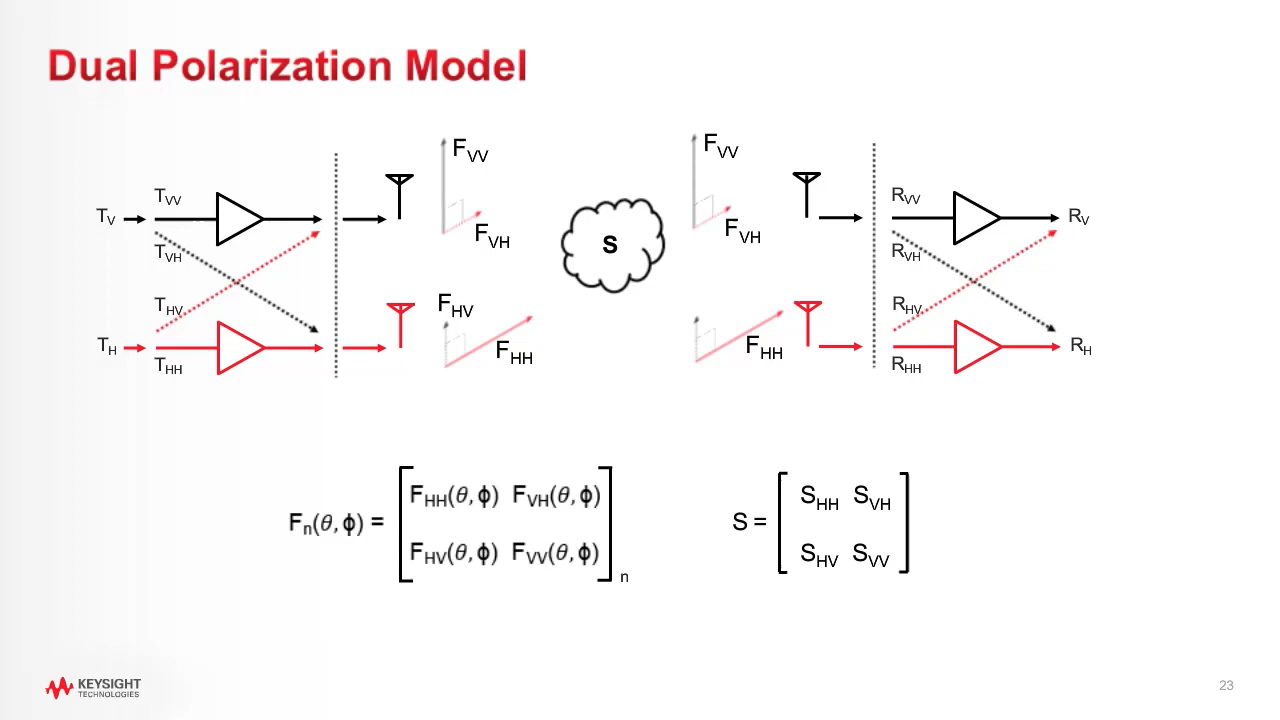 Dual Polarization Model
F_VV
F_VV
T_VV
R_VV
T_V
R_V
F_VH
F_VH
S
T_VH
R_VH
T_HV
F_HV
R_HV
T_H
F_HH
F_HH
R_H
T_HH
R_HH
F_n(θ,ϕ) = [ F_HH(θ,ϕ) F_VH(θ,ϕ)
F_HV(θ,ϕ) F_VV(θ,ϕ) ]_n
S = [ S_HH S_VH
S_HV S_VV ]
KEYSIGHT
TECHNOLOGIES
23